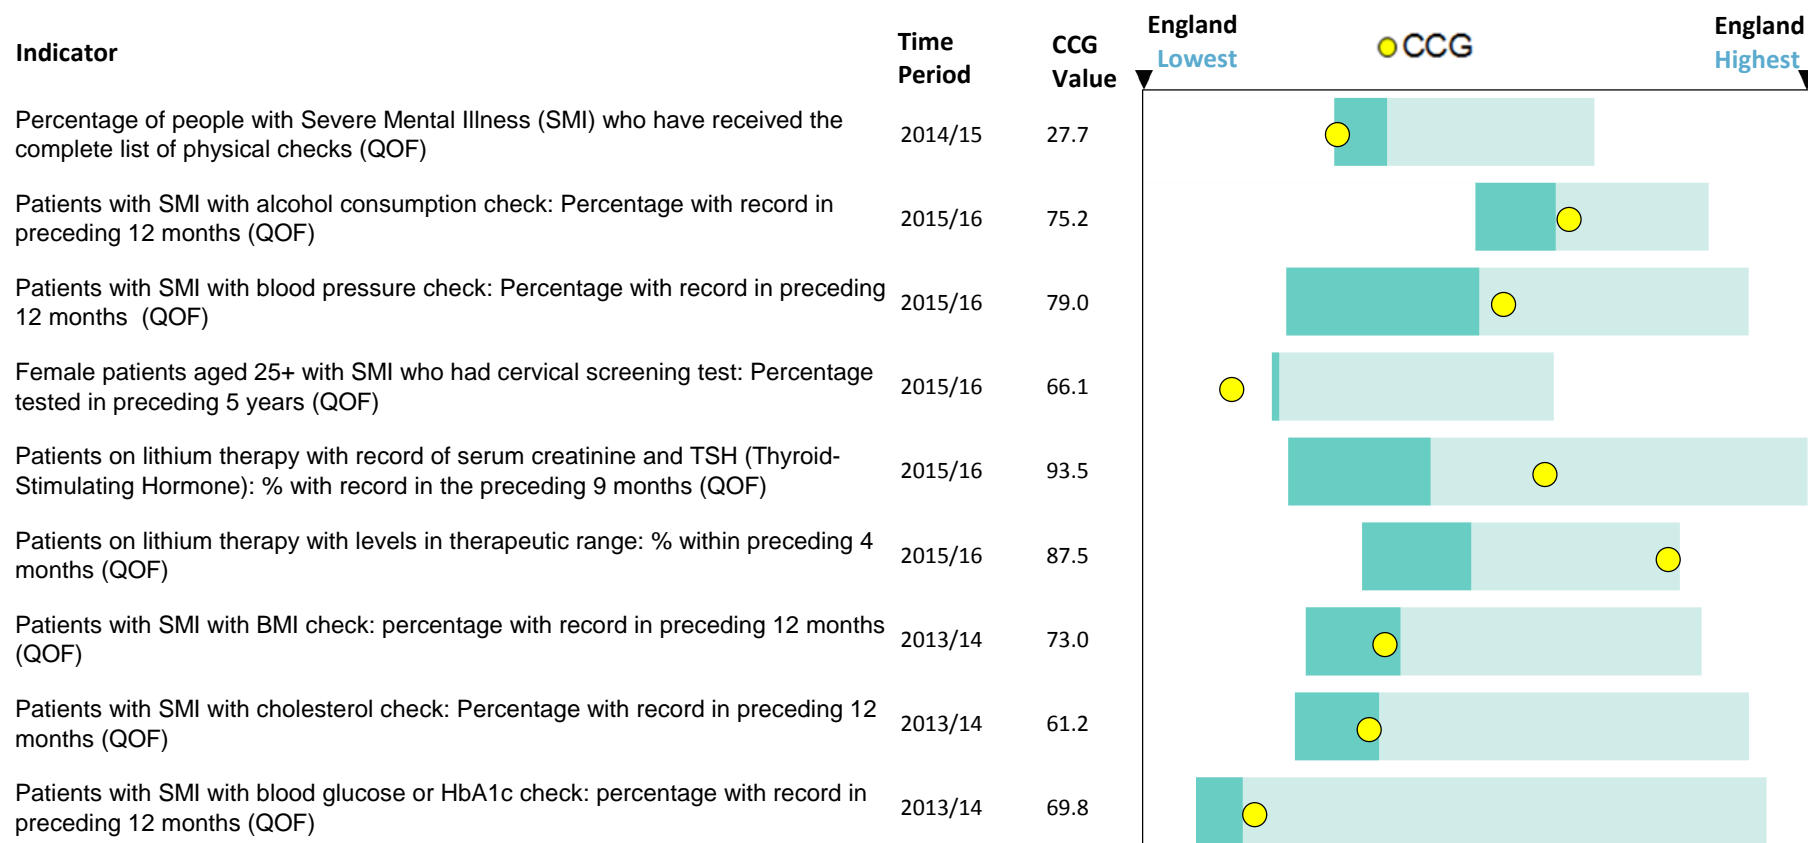 Indicator
Time Period
CCG Value
England Lowest
CCG
England Highest
Percentage of people with Severe Mental Illness (SMI) who have received the
complete list of physical checks (QOF)
2014/15
27.7
Patients with SMI with alcohol consumption check: Percentage with record in
preceding 12 months (QOF)
2015/16
75.2
Patients with SMI with blood pressure check: Percentage with record in preceding
12 months (QOF)
2015/16
79.0
Female patients aged 25+ with SMI who had cervical screening test: Percentage
tested in preceding 5 years (QOF)
2015/16
66.1
Patients on lithium therapy with record of serum creatinine and TSH (Thyroid-
Stimulating Hormone): % with record in the preceding 9 months (QOF)
2015/16
93.5
Patients on lithium therapy with levels in therapeutic range: % within preceding 4
months (QOF)
2015/16
87.5
Patients with SMI with BMI check: percentage with record in preceding 12 months
(QOF)
2013/14
73.0
Patients with SMI with cholesterol check: Percentage with record in preceding 12
months (QOF)
2013/14
61.2
Patients with SMI with blood glucose or HbA1c check: percentage with record in
preceding 12 months (QOF)
2013/14
69.8